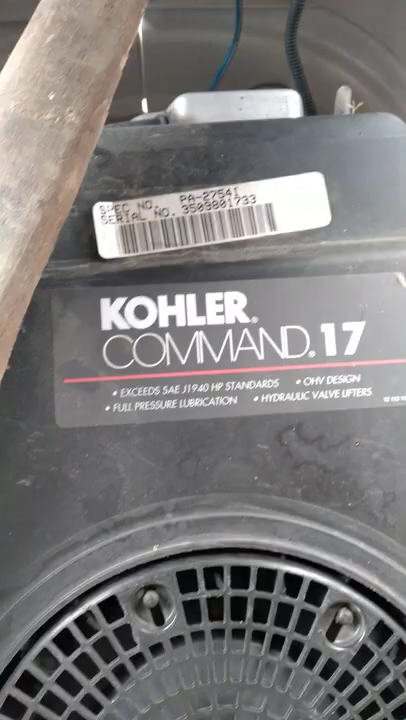 SPEC NO. PA-27541
SERIAL NO. 3503801733
KOHLER®
COMMAND® 17
• EXCEEDS SAE J1940 HP STANDARDS • OHV DESIGN
• FULL PRESSURE LUBRICATION • HYDRAULIC VALVE LIFTERS